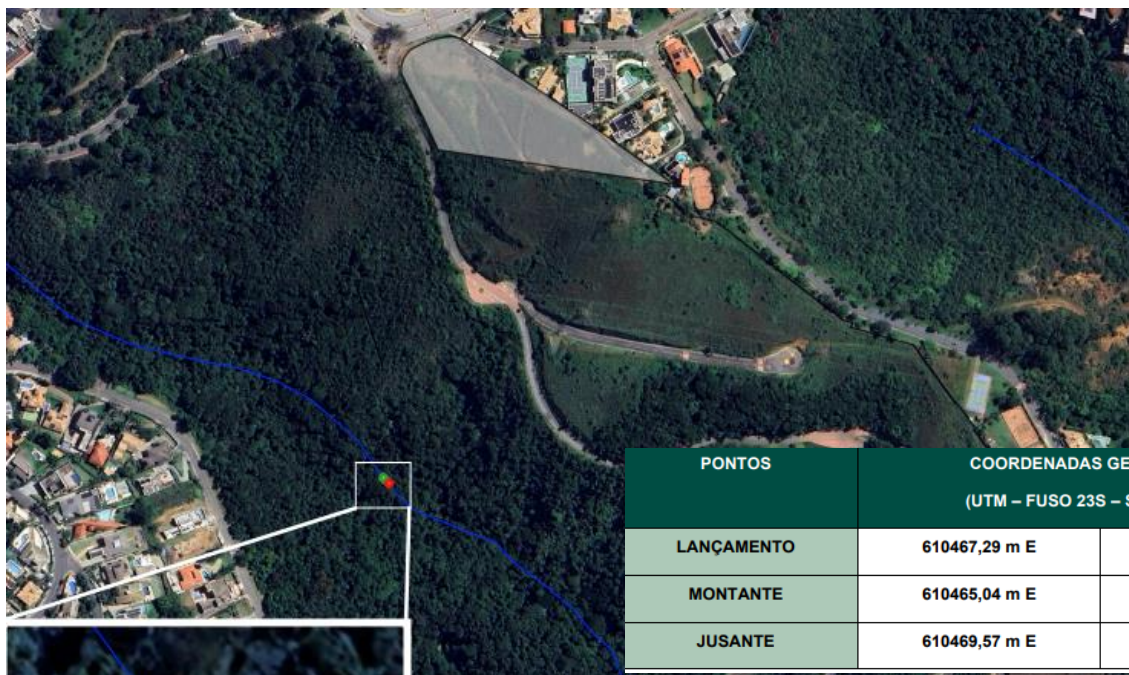 PONTOS
COORDENADAS GE
(UTM – FUSO 23S – S
LANÇAMENTO 610467,29 m E
MONTANTE 610465,04 m E
JUSANTE 610469,57 m E